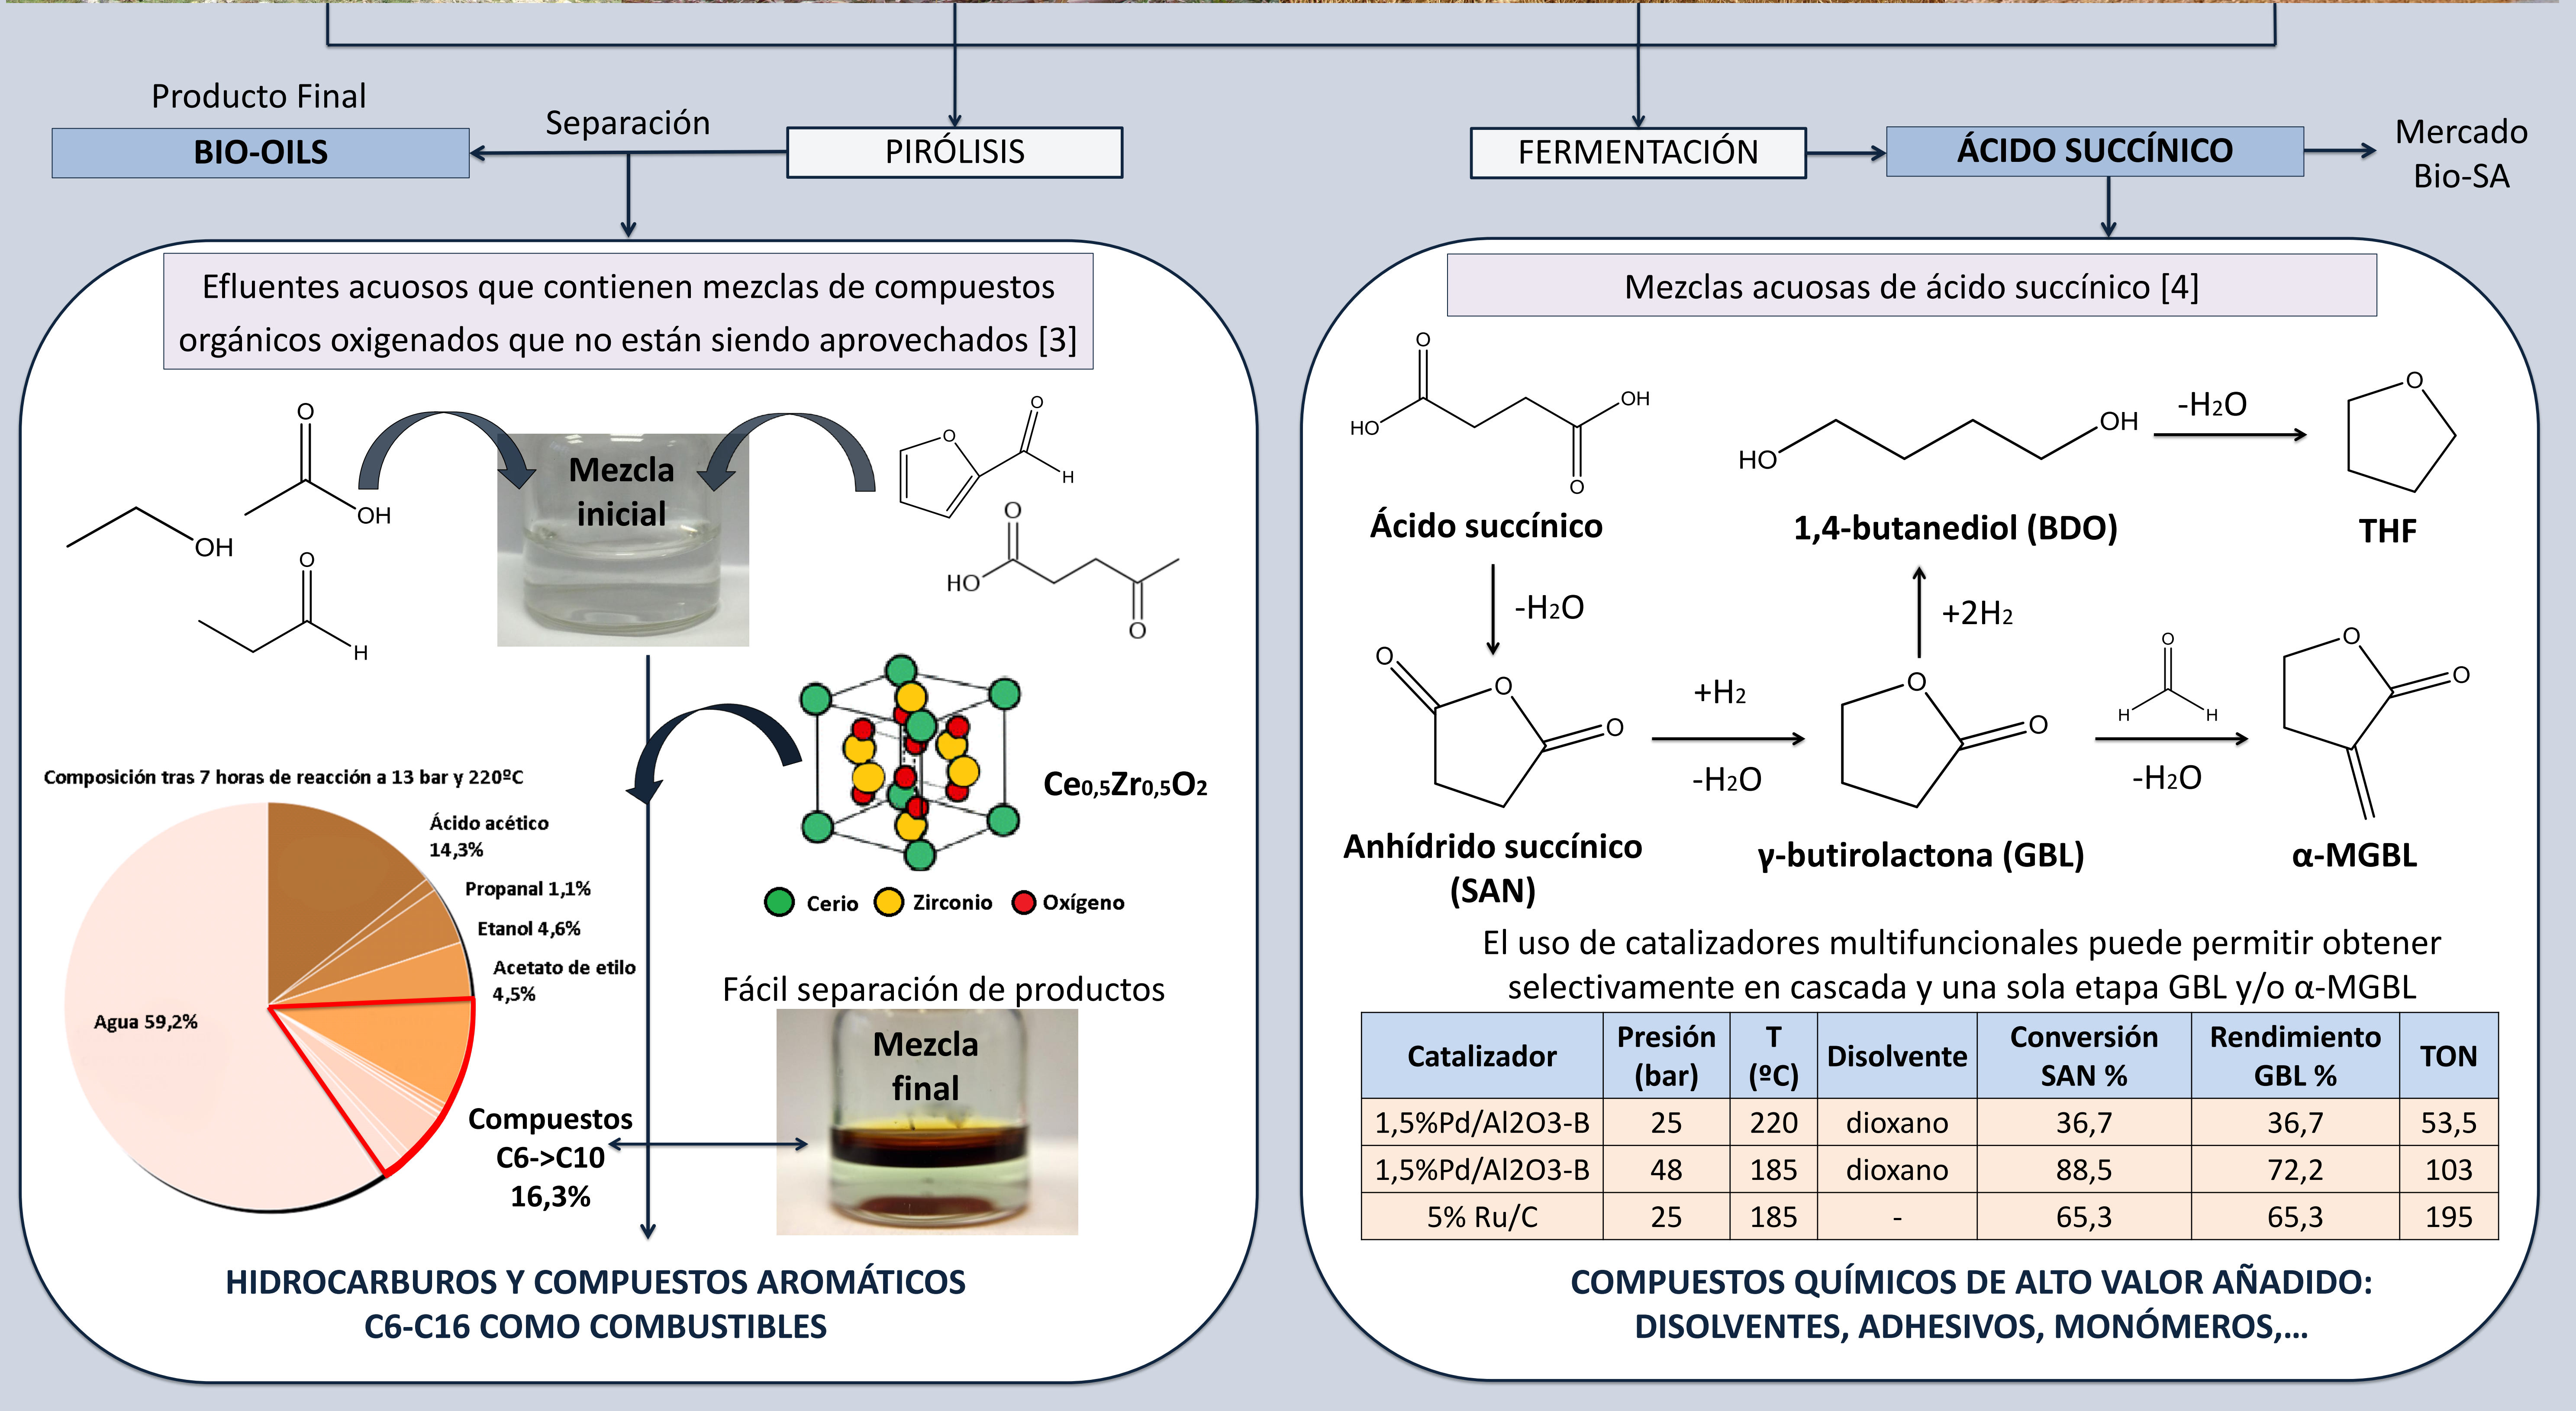 Producto Final
BIO-OILS
Separación
PIRÓLISIS
FERMENTACIÓN
ÁCIDO SUCCÍNICO
Mercado
Bio-SA
Efluentes acuosos que contienen mezclas de compuestos
orgánicos oxigenados que no están siendo aprovechados [3]
O
OH
OH
O
H
Mezcla
inicial
O
O
H
O
HO
O
Ce0,5Zr0,5O2
Cerio
Zirconio
Oxígeno
Composición tras 7 horas de reacción a 13 bar y 220ºC
Ácido acético
14,3%
Propanal 1,1%
Etanol 4,6%
Acetato de etilo
4,5%
Agua 59,2%
Compuestos
C6->C10
16,3%
Fácil separación de productos
Mezcla
final
HIDROCARBUROS Y COMPUESTOS AROMÁTICOS
C6-C16 COMO COMBUSTIBLES
Mezclas acuosas de ácido succínico [4]
O
HO
OH
O
Ácido succínico
HO
OH
1,4-butanediol (BDO)
-H2O
O
THF
-H2O
+2H2
O
O
O
Anhídrido succínico
(SAN)
+H2
-H2O
O
O
γ-butirolactona (GBL)
O
H
H
-H2O
O
O
α-MGBL
El uso de catalizadores multifuncionales puede permitir obtener
selectivamente en cascada y una sola etapa GBL y/o α-MGBL
Catalizador Presión (bar) T (ºC) Disolvente Conversión SAN % Rendimiento GBL % TON
1,5%Pd/Al2O3-B 25 220 dioxano 36,7 36,7 53,5
1,5%Pd/Al2O3-B 48 185 dioxano 88,5 72,2 103
5% Ru/C 25 185 - 65,3 65,3 195
COMPUESTOS QUÍMICOS DE ALTO VALOR AÑADIDO:
DISOLVENTES, ADHESIVOS, MONÓMEROS,...